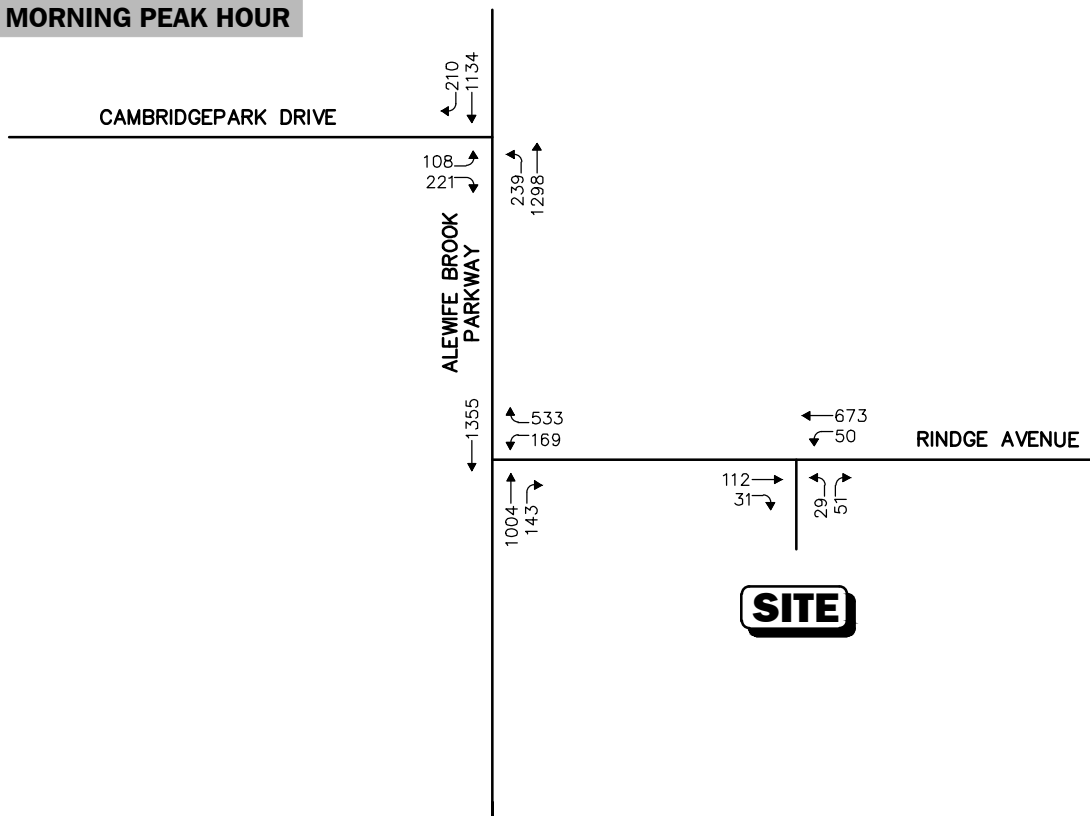 MORNING PEAK HOUR
210
1134
CAMBRIDGEPARK DRIVE
108
221
239
1298
ALEWIFE BROOK
PARKWAY
1355
533
169
673
50
RINDGE AVENUE
1004
143
112
31
29
51
SITE